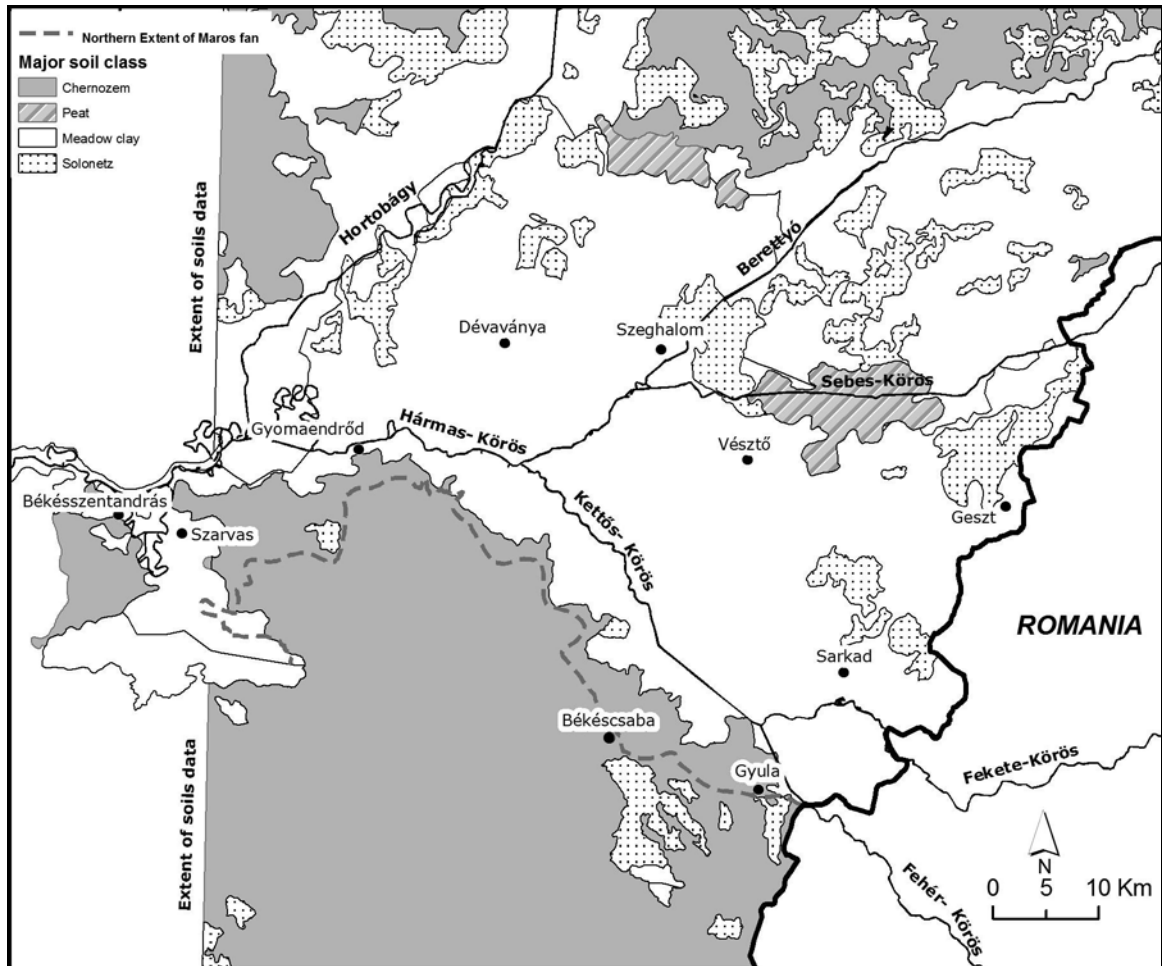 Northern Extent of Maros fan
Major soil class
Chernozem
Peat
Meadow clay
Solonetz
Extent of soils data
Hortobágy
Berettyó
Dévaványa
Szeghalom
Sebes-Körös
Gyomaendrőd
Hármas- Körös
Vésztő
Békésszentandrás
Szarvas
Kettős- Körös
Geszt
ROMANIA
Sarkad
Békéscsaba
Extent of soils data
Gyula
Fekete-Körös
Fehér- Körös
N
0 5 10 Km